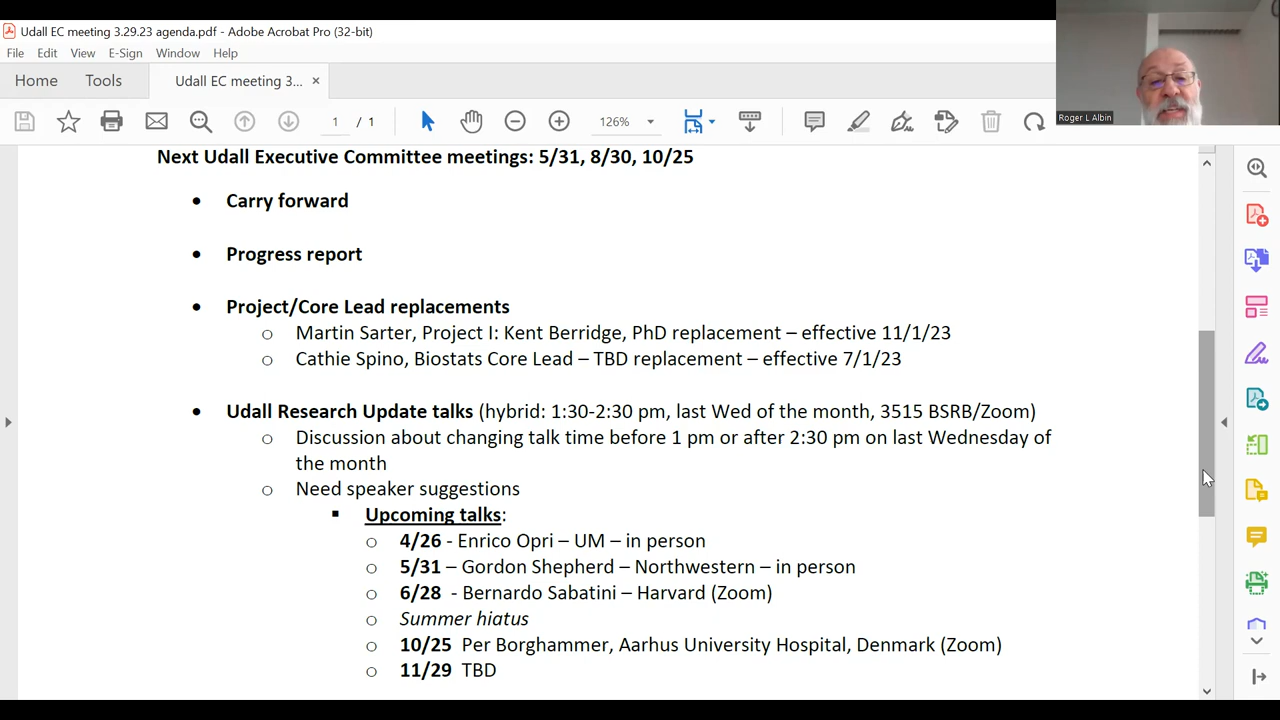 Udall EC meeting 3.29.23 agenda.pdf - Adobe Acrobat Pro (32-bit)
File Edit View E-Sign Window Help
Home Tools Udall EC meeting 3... ×
1 / 1 126%
Roger L Albin
Next Udall Executive Committee meetings: 5/31, 8/30, 10/25
• Carry forward
• Progress report
• Project/Core Lead replacements
o Martin Sarter, Project I: Kent Berridge, PhD replacement – effective 11/1/23
o Cathie Spino, Biostats Core Lead – TBD replacement – effective 7/1/23
• Udall Research Update talks (hybrid: 1:30-2:30 pm, last Wed of the month, 3515 BSRB/Zoom)
o Discussion about changing talk time before 1 pm or after 2:30 pm on last Wednesday of
the month
o Need speaker suggestions
▪ Upcoming talks:
o 4/26 - Enrico Opri – UM – in person
o 5/31 – Gordon Shepherd – Northwestern – in person
o 6/28 - Bernardo Sabatini – Harvard (Zoom)
o Summer hiatus
o 10/25 Per Borghammer, Aarhus University Hospital, Denmark (Zoom)
o 11/29 TBD